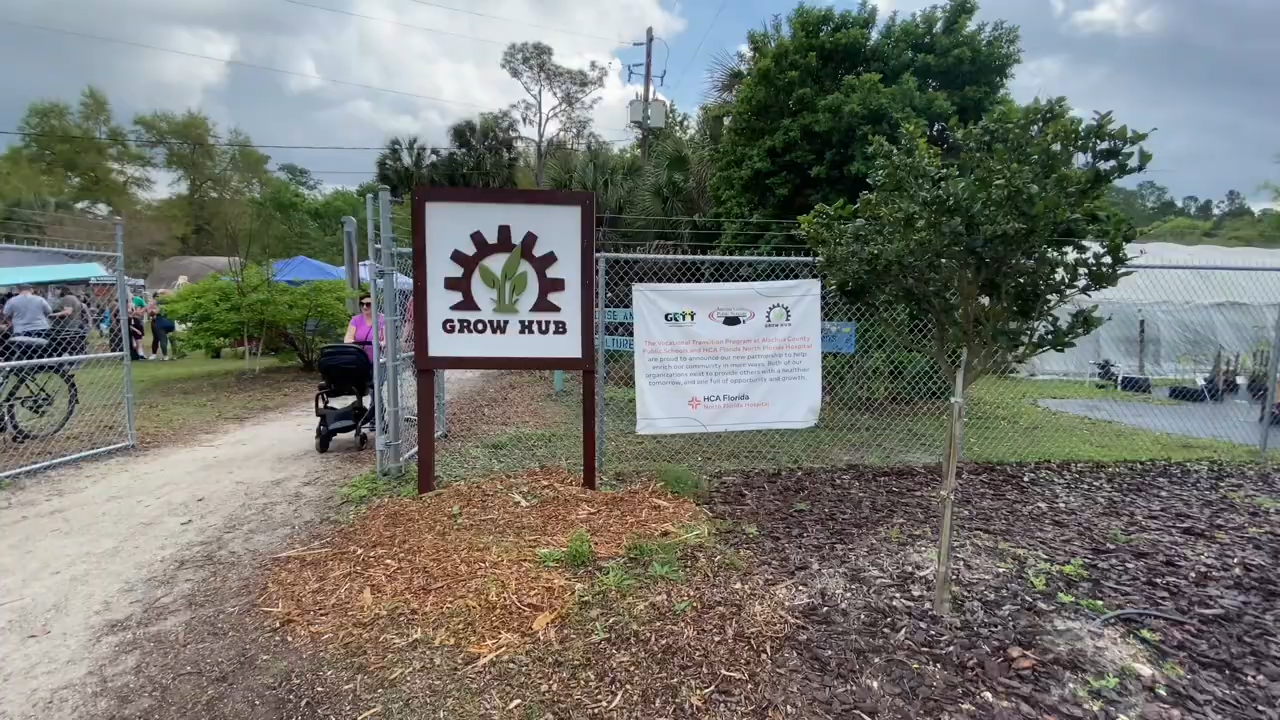 GROW HUB
GROW HUB
The Vocational Transition Program at Alachua County
Public Schools and HCA Florida North Florida Hospital
are proud to announce our new partnership to help
enrich our community in more ways. Both of our
organizations exist to provide others with a healthier
tomorrow, and one full of opportunity and growth.
HCA Florida
North Florida Hospital